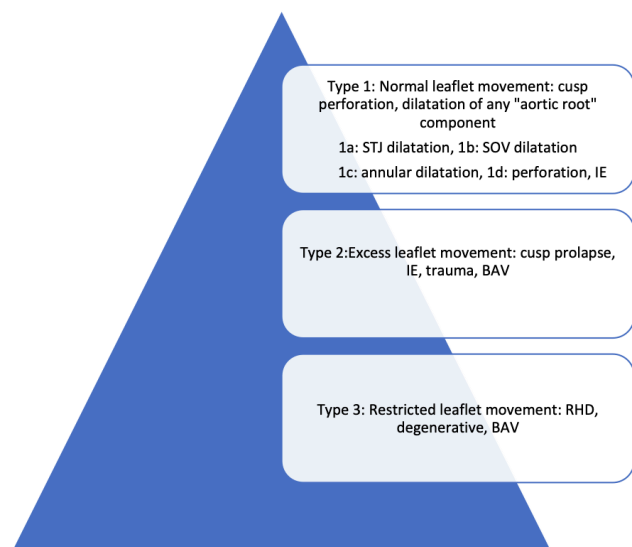 Type 1: Normal leaflet movement: cusp
perforation, dilatation of any "aortic root"
component
1a: STJ dilatation, 1b: SOV dilatation
1c: annular dilatation, 1d: perforation, IE
Type 2:Excess leaflet movement: cusp prolapse,
IE, trauma, BAV
Type 3: Restricted leaflet movement: RHD,
degenerative, BAV